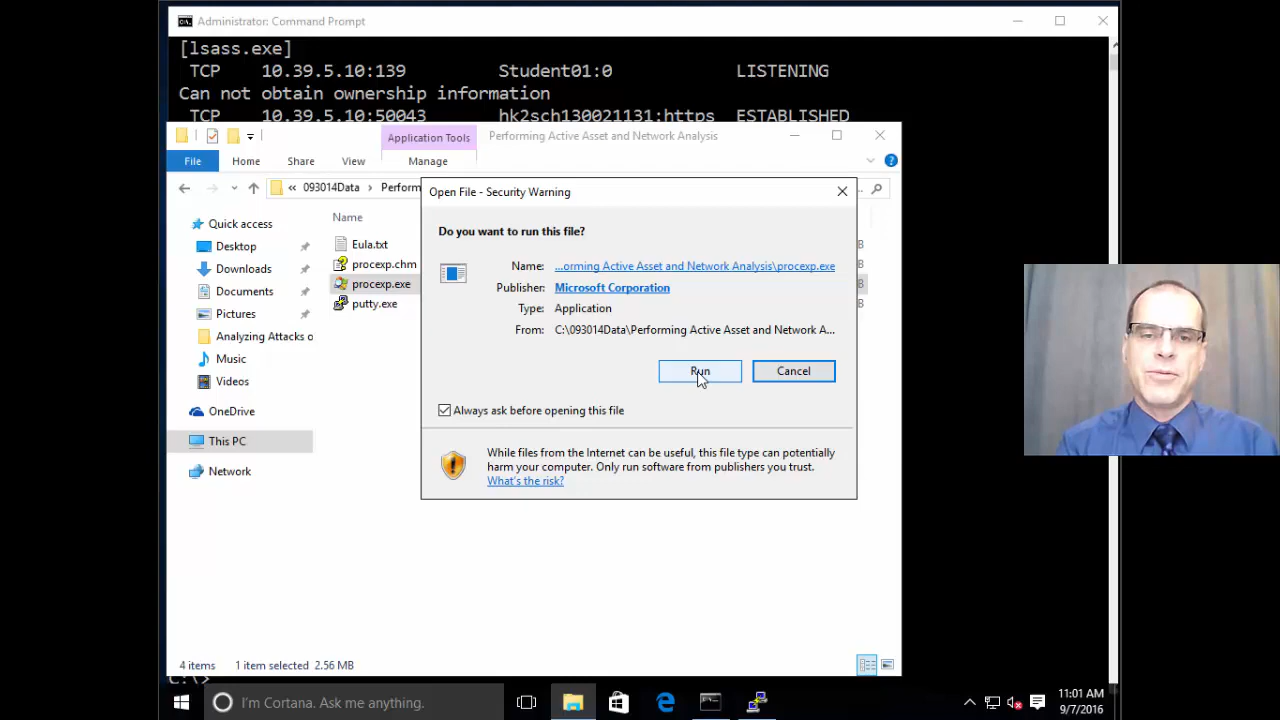 Administrator: Command Prompt
[lsass.exe]
TCP 10.39.5.10:139 Student01:0 LISTENING
Can not obtain ownership information
TCP 10.39.5.10:50043 hk2sch130021131:https ESTABLISHED
Application Tools Performing Active Asset and Network Analysis
File Home Share View Manage
« 093014Data > Perform
Open File - Security Warning
Do you want to run this file?
Name: ...orming Active Asset and Network Analysis\procexp.exe
Publisher: Microsoft Corporation
Type: Application
From: C:\093014Data\Performing Active Asset and Network A...
Run Cancel
Always ask before opening this file
While files from the Internet can be useful, this file type can potentially
harm your computer. Only run software from publishers you trust.
What's the risk?
Quick access
Desktop
Downloads
Documents
Pictures
Analyzing Attacks o
Music
Videos
OneDrive
This PC
Network
Name
Eula.txt
procexp.chm
procexp.exe
putty.exe
4 items 1 item selected 2.56 MB
C:\>
I'm Cortana. Ask me anything.
11:01 AM
9/7/2016